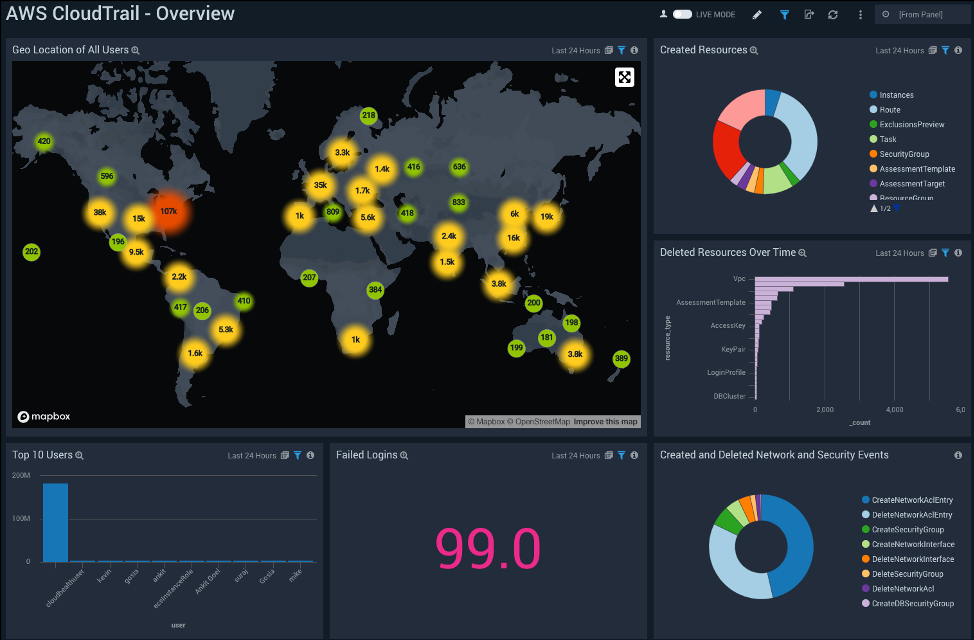 AWS CloudTrail - Overview
LIVE MODE
[From Panel]
Geo Location of All Users
Last 24 Hours
218
420
3.3k
1.4k
416
636
596
35k
1.7k
833
38k
15k
107k
1k
809
5.6k
418
6k
19k
196
2.4k
16k
202
9.5k
1.5k
2.2k
207
384
3.8k
417
206
410
200
5.3k
198
1k
181
1.6k
199
3.8k
389
mapbox
© Mapbox © OpenStreetMap Improve this map
Created Resources
Last 24 Hours
Instances
Route
ExclusionsPreview
Task
SecurityGroup
AssessmentTemplate
AssessmentTarget
ResourceGroup
1/2
Deleted Resources Over Time
Last 24 Hours
Vpc
AssessmentTemplate
AccessKey
KeyPair
LoginProfile
DBCluster
resource_type
0
2,000
4,000
6,0
_count
Top 10 Users
Last 24 Hours
200M
100M
0
cloudhealthuser
kevin
gosia
ankit
ecsInstanceRole
Ankit Goel
suraj
Gosia
mike
user
Failed Logins
Last 24 Hours
99.0
Created and Deleted Network and Security Events
CreateNetworkAclEntry
DeleteNetworkAclEntry
CreateSecurityGroup
CreateNetworkInterface
DeleteNetworkInterface
DeleteSecurityGroup
DeleteNetworkAcl
CreateDBSecurityGroup